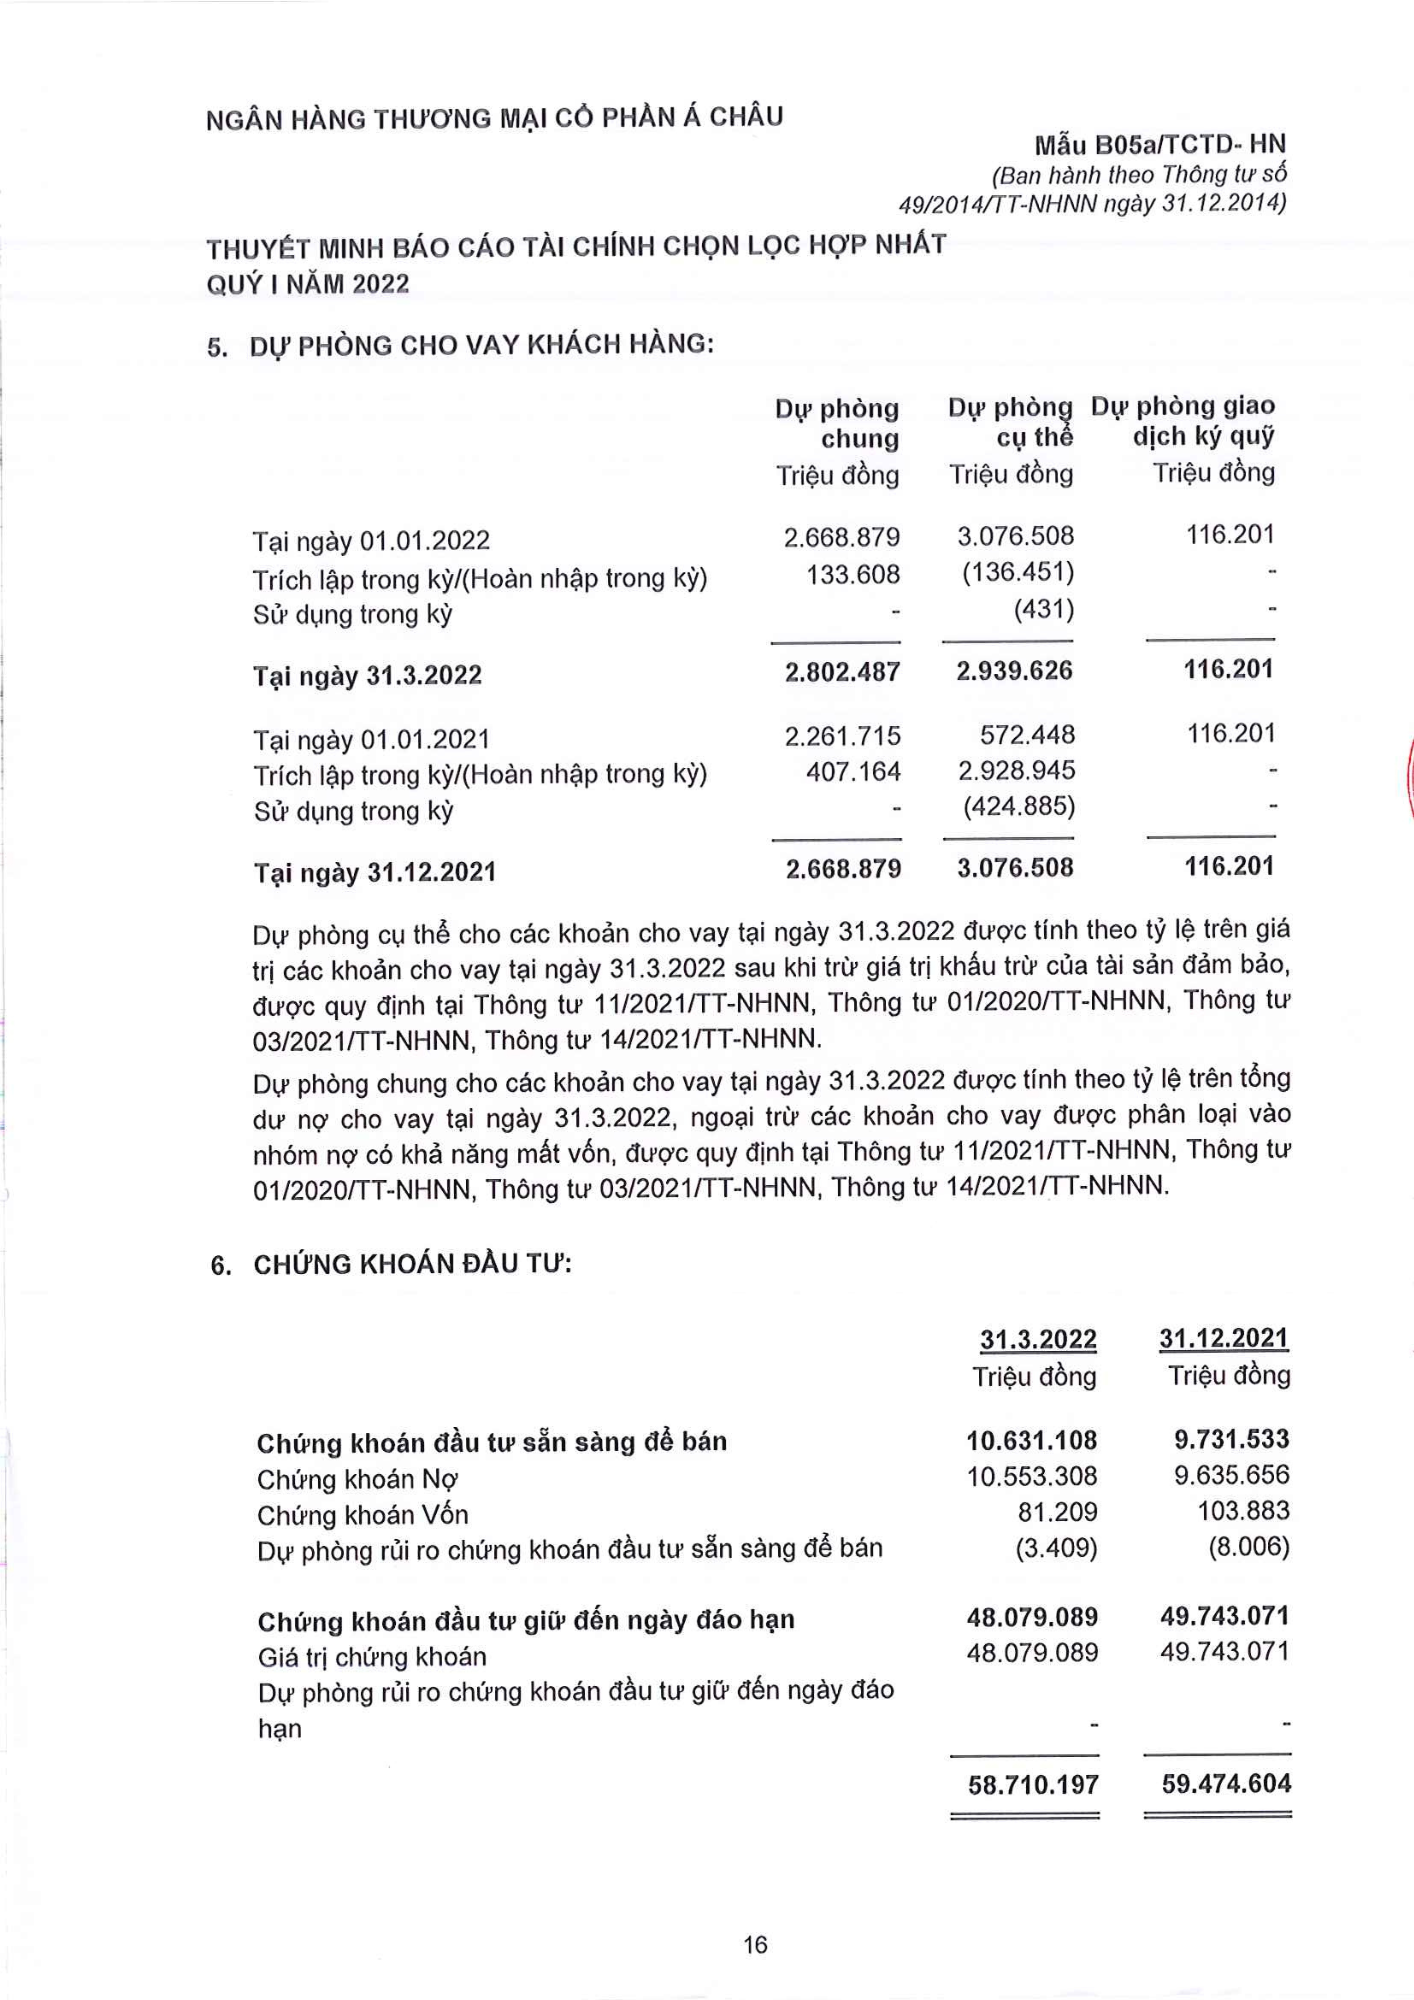 NGÂN HÀNG THƯƠNG MẠI CỔ PHẦN Á CHÂU
Mẫu B05a/TCTD- HN
(Ban hành theo Thông tư số
49/2014/TT-NHNN ngày 31.12.2014)
THUYẾT MINH BÁO CÁO TÀI CHÍNH CHỌN LỌC HỢP NHẤT
QUÝ I NĂM 2022
5. DỰ PHÒNG CHO VAY KHÁCH HÀNG:
Dự phòng Dự phòng Dự phòng giao
chung cụ thể dịch ký quỹ
Triệu đồng Triệu đồng Triệu đồng
Tại ngày 01.01.2022 2.668.879 3.076.508 116.201
Trích lập trong kỳ/(Hoàn nhập trong kỳ) 133.608 (136.451) -
Sử dụng trong kỳ - (431) -
Tại ngày 31.3.2022 2.802.487 2.939.626 116.201
Tại ngày 01.01.2021 2.261.715 572.448 116.201
Trích lập trong kỳ/(Hoàn nhập trong kỳ) 407.164 2.928.945 -
Sử dụng trong kỳ - (424.885) -
Tại ngày 31.12.2021 2.668.879 3.076.508 116.201
Dự phòng cụ thể cho các khoản cho vay tại ngày 31.3.2022 được tính theo tỷ lệ trên giá
trị các khoản cho vay tại ngày 31.3.2022 sau khi trừ giá trị khấu trừ của tài sản đảm bảo,
được quy định tại Thông tư 11/2021/TT-NHNN, Thông tư 01/2020/TT-NHNN, Thông tư
03/2021/TT-NHNN, Thông tư 14/2021/TT-NHNN.
Dự phòng chung cho các khoản cho vay tại ngày 31.3.2022 được tính theo tỷ lệ trên tổng
dư nợ cho vay tại ngày 31.3.2022, ngoại trừ các khoản cho vay được phân loại vào
nhóm nợ có khả năng mất vốn, được quy định tại Thông tư 11/2021/TT-NHNN, Thông tư
01/2020/TT-NHNN, Thông tư 03/2021/TT-NHNN, Thông tư 14/2021/TT-NHNN.
6. CHỨNG KHOÁN ĐẦU TƯ:
31.3.2022 31.12.2021
Triệu đồng Triệu đồng
Chứng khoán đầu tư sẵn sàng để bán 10.631.108 9.731.533
Chứng khoán Nợ 10.553.308 9.635.656
Chứng khoán Vốn 81.209 103.883
Dự phòng rủi ro chứng khoán đầu tư sẵn sàng để bán (3.409) (8.006)
Chứng khoán đầu tư giữ đến ngày đáo hạn 48.079.089 49.743.071
Giá trị chứng khoán 48.079.089 49.743.071
Dự phòng rủi ro chứng khoán đầu tư giữ đến ngày đáo
hạn - -
58.710.197 59.474.604
16